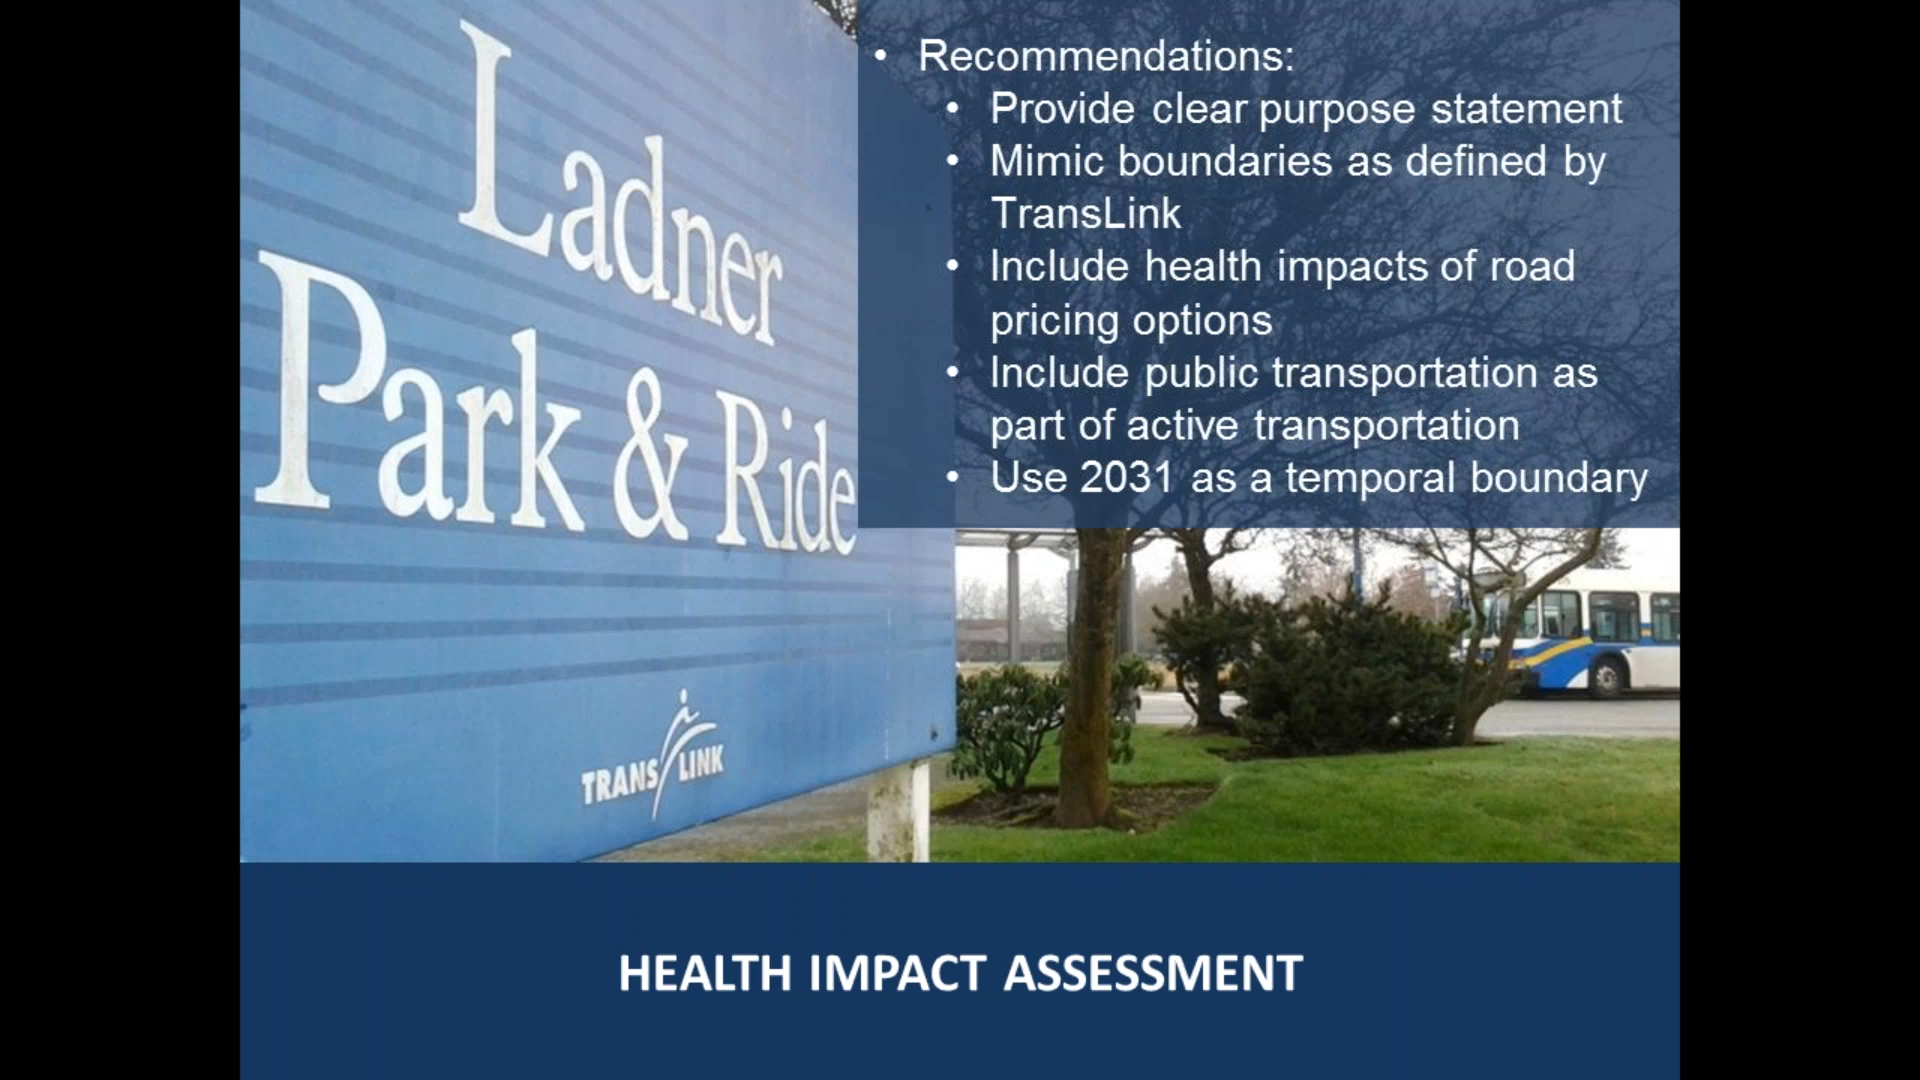 Ladner
Park & Ride
TRANS LINK
• Recommendations:
• Provide clear purpose statement
• Mimic boundaries as defined by
TransLink
• Include health impacts of road
pricing options
• Include public transportation as
part of active transportation
• Use 2031 as a temporal boundary
HEALTH IMPACT ASSESSMENT